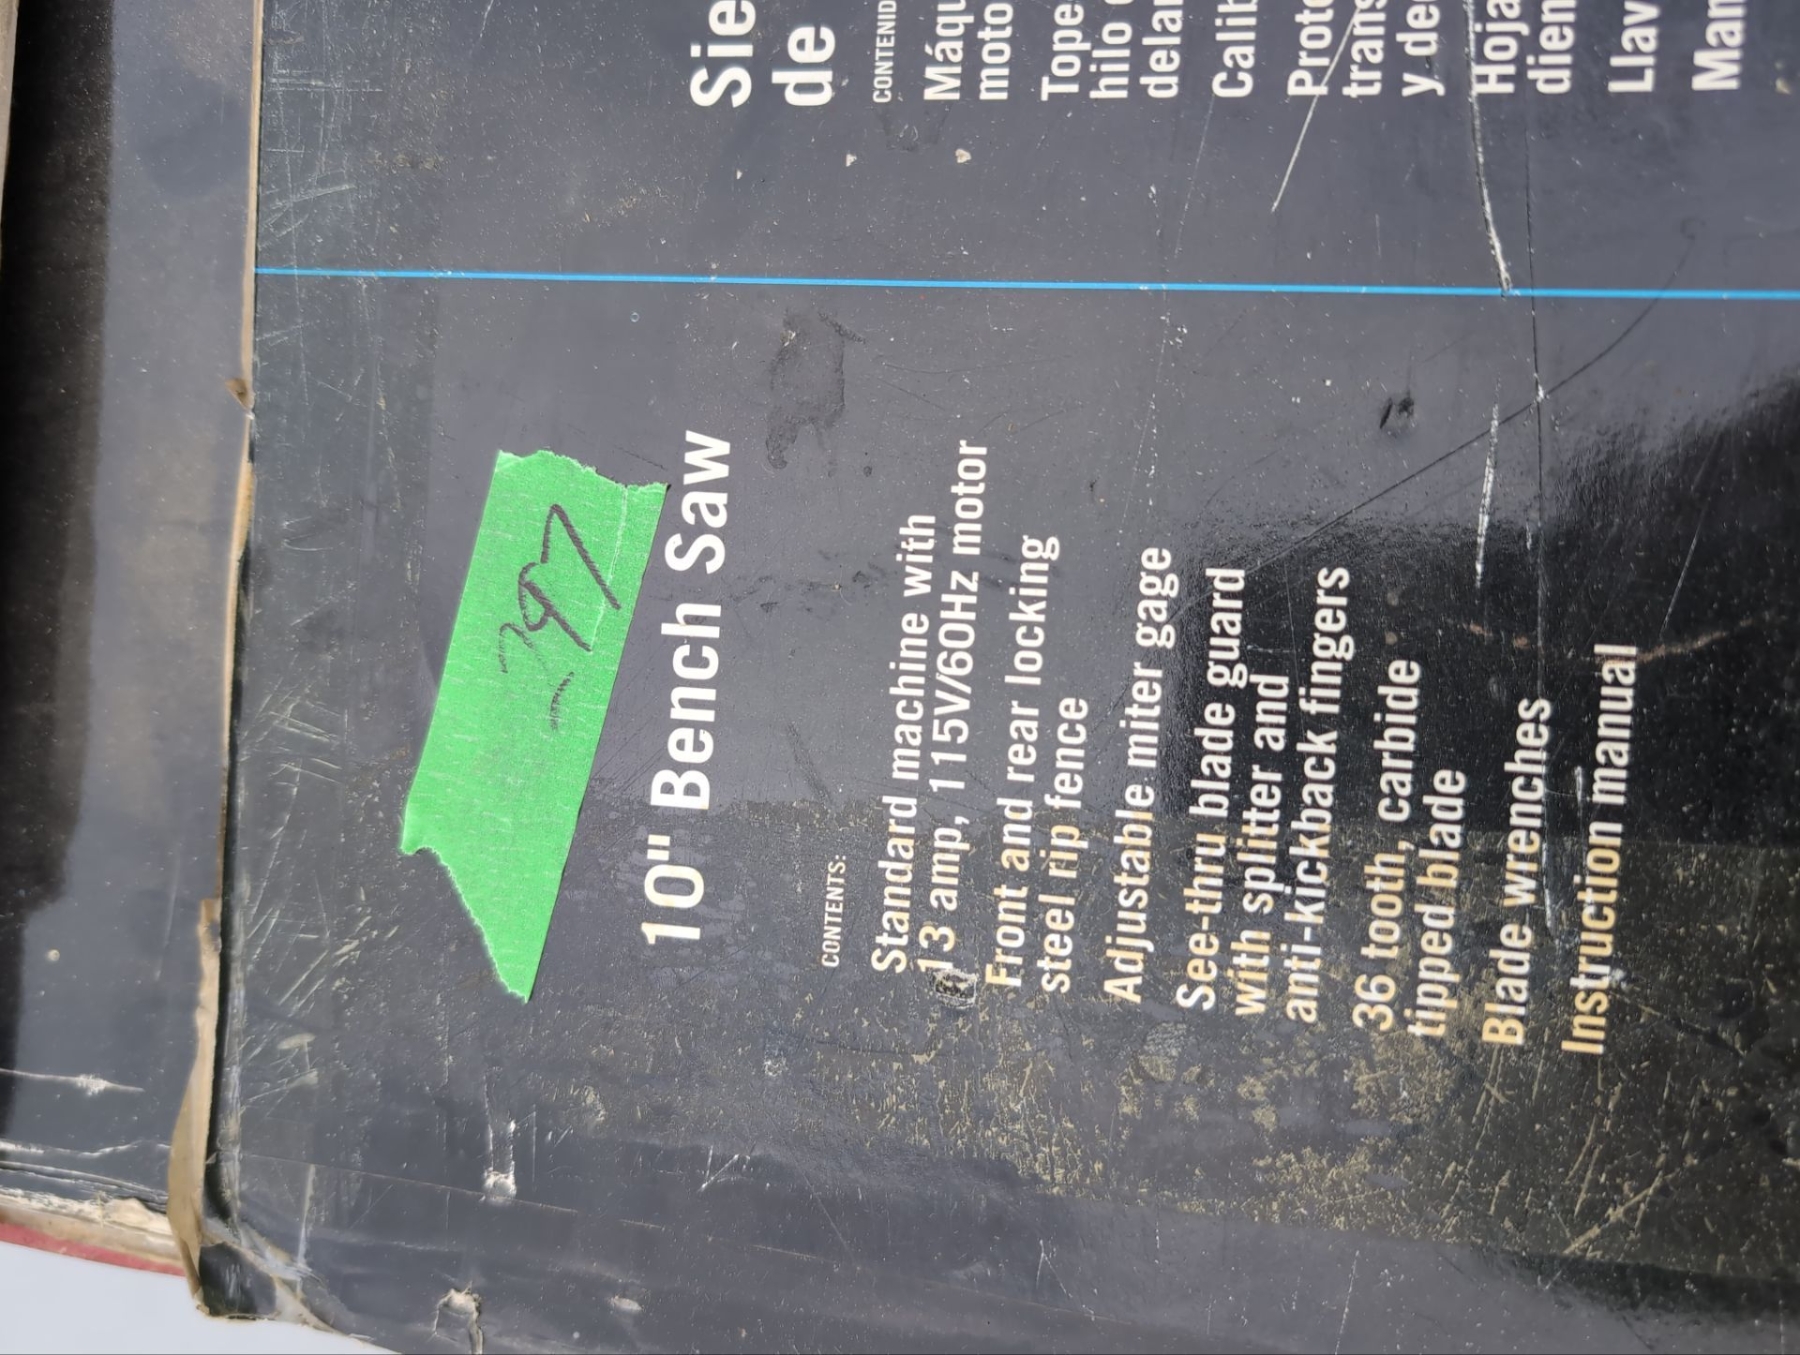 297
10" Bench Saw
CONTENTS:
Standard machine with
13 amp, 115V/60Hz motor
Front and rear locking
steel rip fence
Adjustable miter gage
See-thru blade guard
with splitter and
anti-kickback fingers
36 tooth, carbide
tipped blade
Blade wrenches
Instruction manual
Sie
de
CONTENID
Máqu
moto
Tope
hilo
delan
Calib
Proto
trans
y de
Hoja
dien
Llav
Man